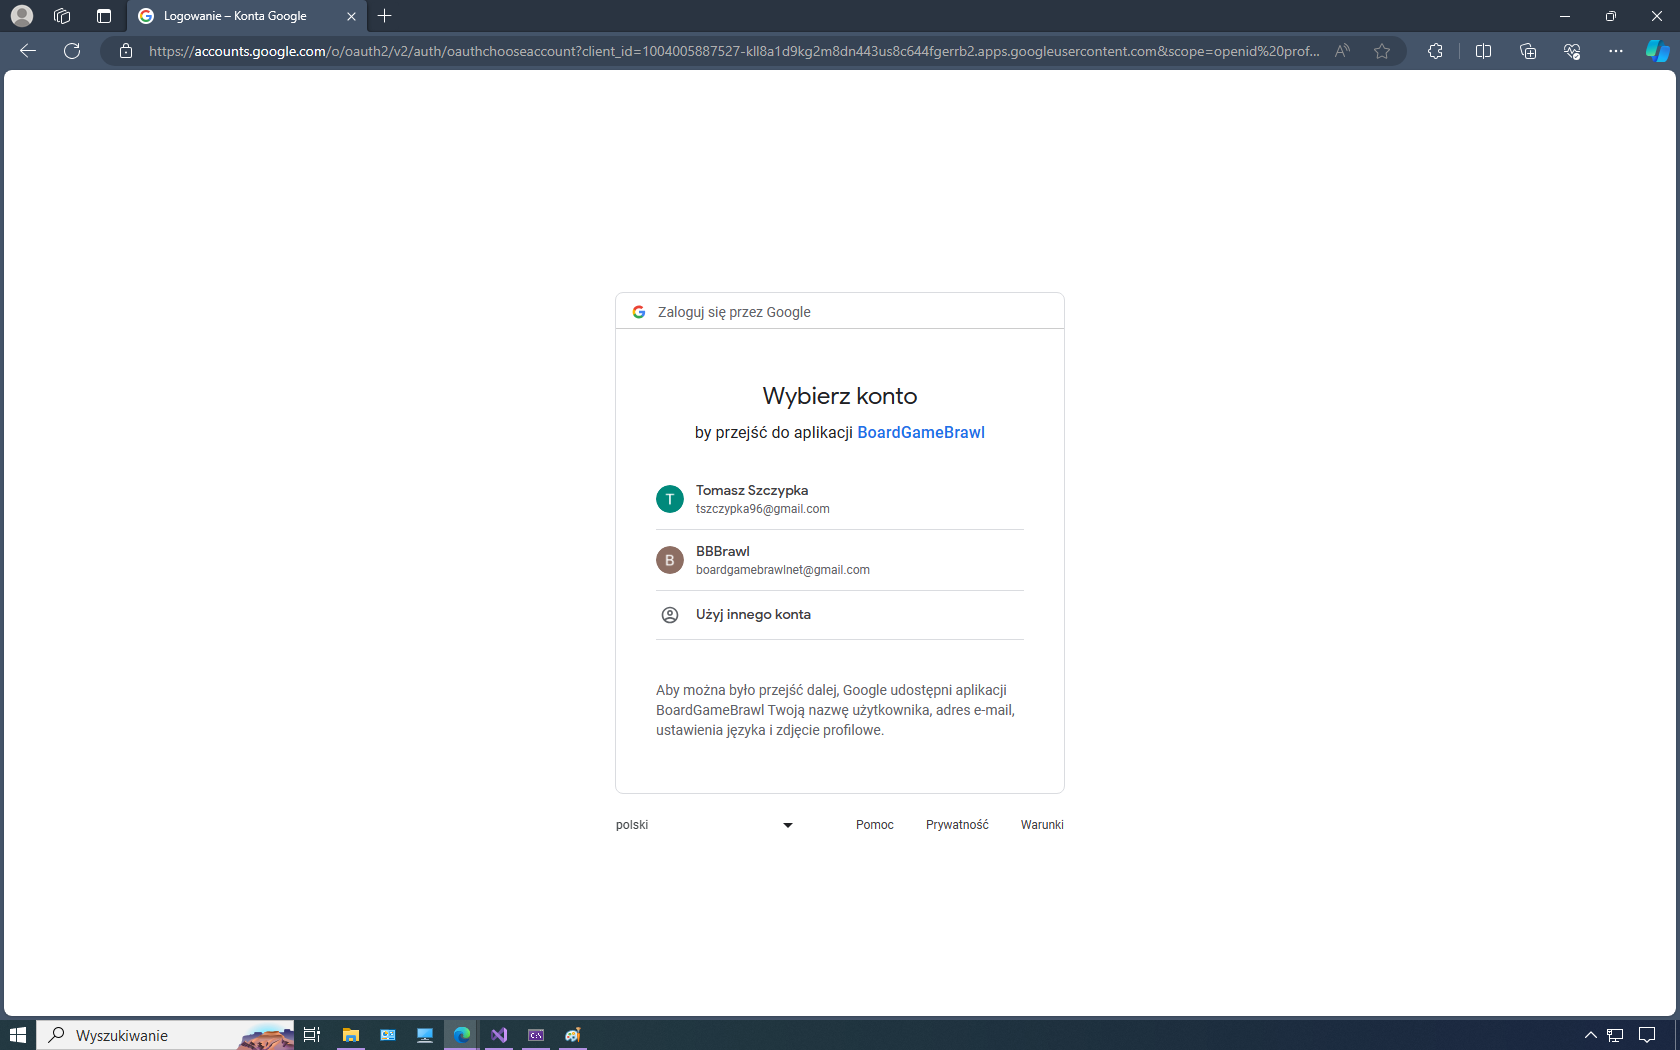 Logowanie – Konta Google
https://accounts.google.com/o/oauth2/v2/auth/oauthchooseaccount?client_id=1004005887527-kll8a1d9kg2m8dn443us8c644fgerrb2.apps.googleusercontent.com&scope=openid%20prof...
Zaloguj się przez Google
Wybierz konto
by przejść do aplikacji BoardGameBrawl
T
Tomasz Szczypka
tszczypka96@gmail.com
B
BBBrawl
boardgamebrawlnet@gmail.com
Użyj innego konta
Aby można było przejść dalej, Google udostępni aplikacji
BoardGameBrawl Twoją nazwę użytkownika, adres e-mail,
ustawienia języka i zdjęcie profilowe.
polski Pomoc Prywatność Warunki
Wyszukiwanie